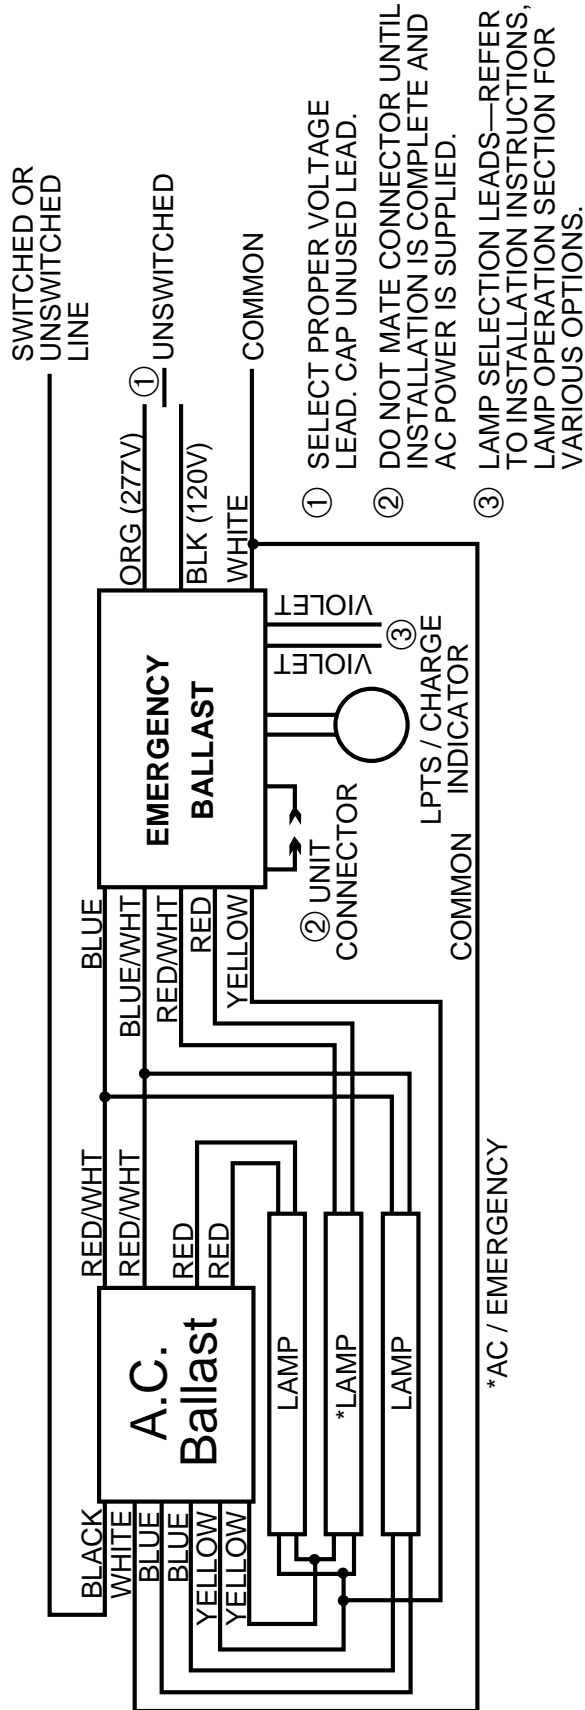 SWITCHED OR
UNSWITCHED
LINE
BLACK
WHITE
BLUE
BLUE
YELLOW
YELLOW
A.C.
Ballast
RED/WHT
RED/WHT
RED
RED
BLUE
BLUE/WHT
RED/WHT
RED
YELLOW
EMERGENCY
BALLAST
ORG (277V)
① UNSWITCHED
BLK (120V)
WHITE
COMMON
VIOLET
VIOLET
③
② UNIT
CONNECTOR
LPTS / CHARGE
INDICATOR
COMMON
LAMP
*LAMP
LAMP
*AC / EMERGENCY
① SELECT PROPER VOLTAGE
LEAD. CAP UNUSED LEAD.
② DO NOT MATE CONNECTOR UNTIL
INSTALLATION IS COMPLETE AND
AC POWER IS SUPPLIED.
③ LAMP SELECTION LEADS—REFER
TO INSTALLATION INSTRUCTIONS,
LAMP OPERATION SECTION FOR
VARIOUS OPTIONS.